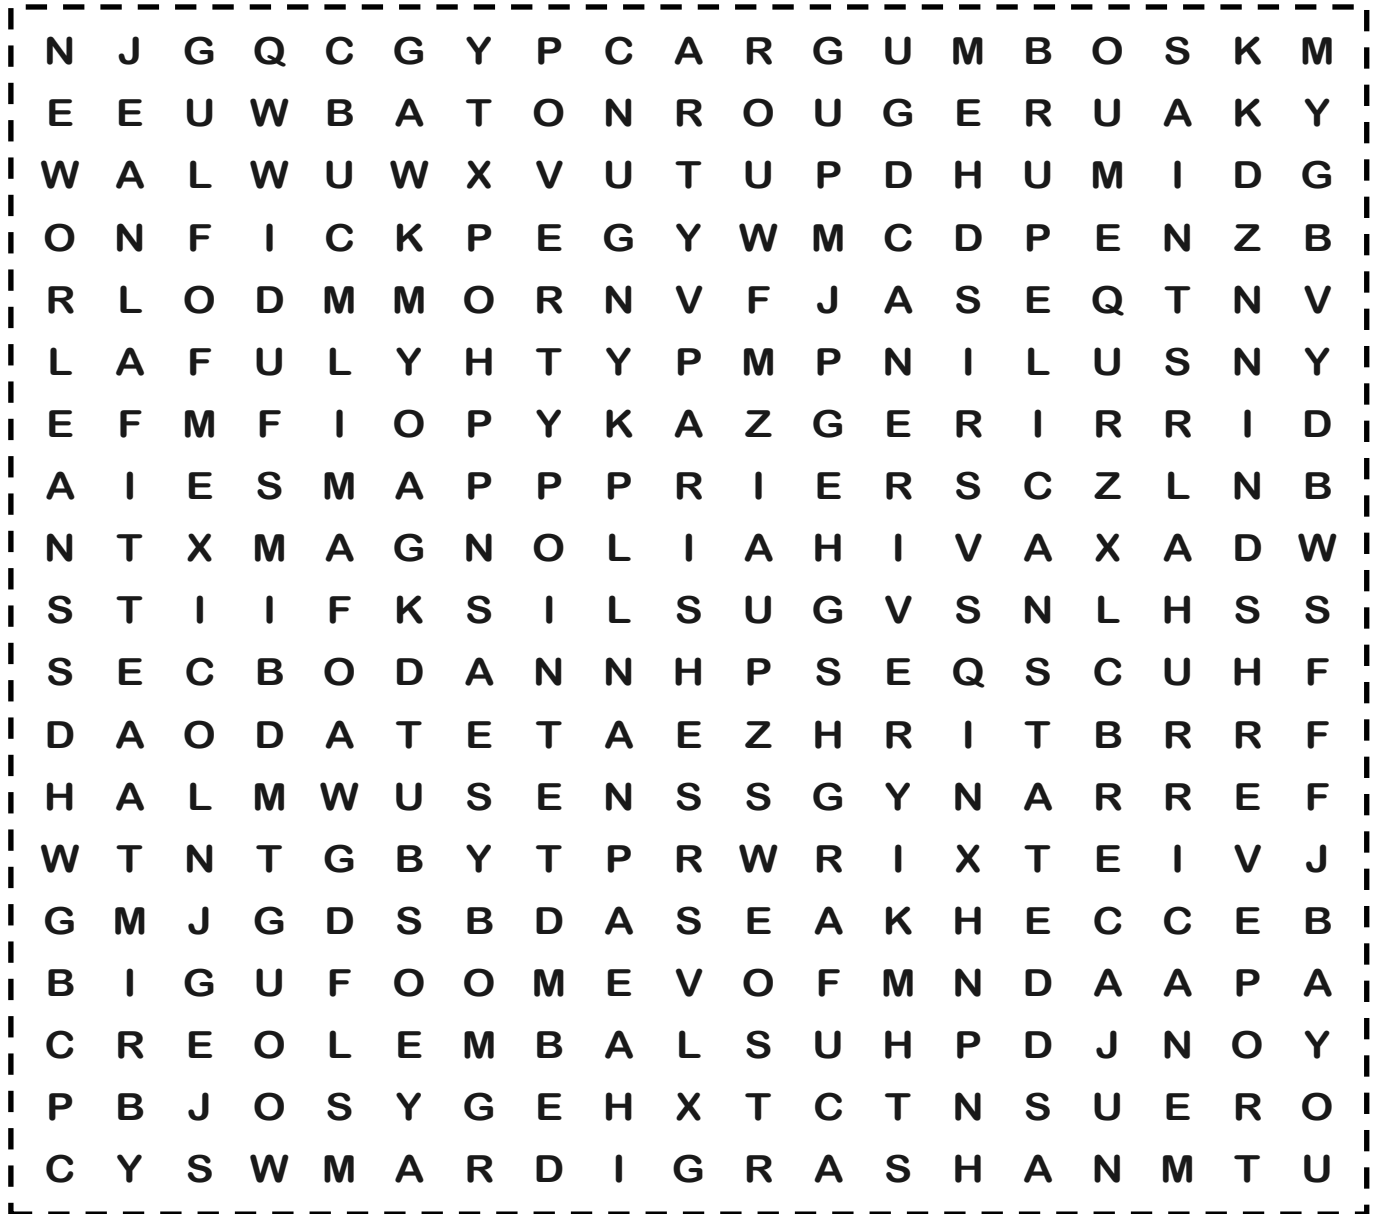 N J G Q C G Y P C A R G U M B O S K M
E E U W B A T O N R O U G E R U A K Y
W A L W U W X V U T U P D H U M I D G
O N F I C K P E G Y W M C D P E N Z B
R L O D M M O R N V F J A S E Q T N V
L A F U L Y H T Y P M P N I L U S N Y
E F M F I O P Y K A Z G E R I R R I D
A I E S M A P P P R I E R S C Z L N B
N T X M A G N O L I A H I V A X A D W
S T I I F K S I L S U G V S N L H S S
S E C B O D A N N H P S E Q S C U H F
D A O D A T E T A E Z H R I T B R R F
H A L M W U S E N S S G Y N A R R E F
W T N T G B Y T P R W R I X T E I V J
G M J G D S B D A S E A K H E C C E B
B I G U F O O M E V O F M N D A A P A
C R E O L E M B A L S U H P D J N O Y
P B J O S Y G E H X T C T N S U E R O
C Y S W M A R D I G R A S H A N M T U